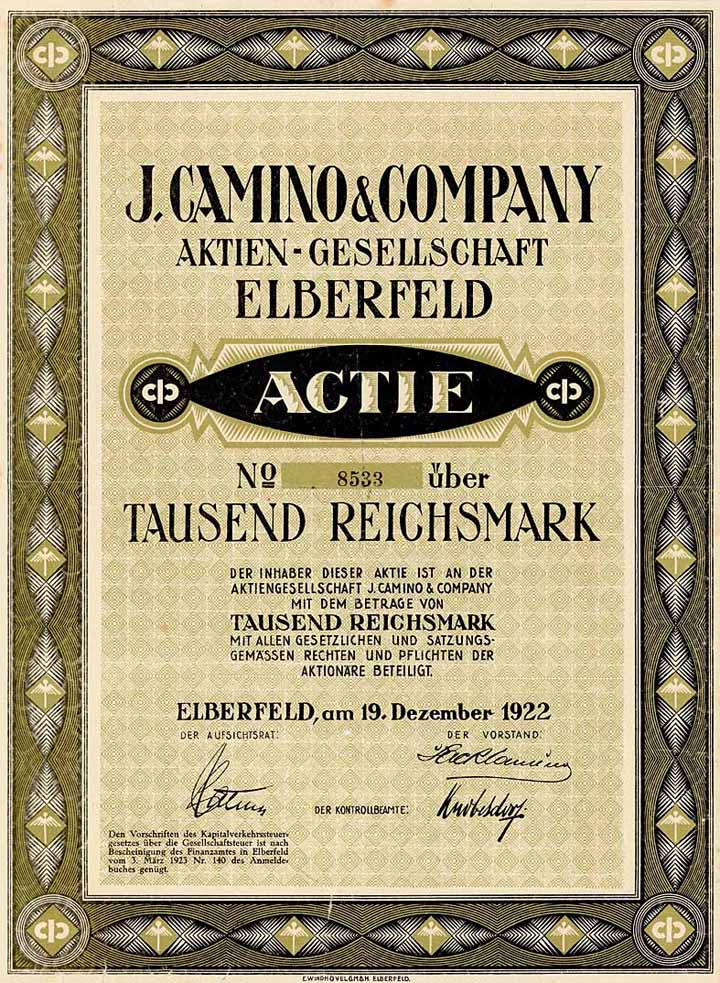 J. CAMINO & COMPANY
AKTIEN-GESELLSCHAFT
ELBERFELD
ACTIE
No 8533 über
TAUSEND REICHSMARK
DER INHABER DIESER AKTIE IST AN DER
AKTIENGESELLSCHAFT J. CAMINO & COMPANY
MIT DEM BETRAGE VON
TAUSEND REICHSMARK
MIT ALLEN GESETZLICHEN UND SATZUNGS-
GEMÄSSEN RECHTEN UND PFLICHTEN DER
AKTIONÄRE BETEILIGT.
ELBERFELD, am 19. Dezember 1922
DER AUFSICHTSRAT:
DER VORSTAND:
DER KONTROLLBEAMTE:
Den Vorschriften des Kapitalverkehrssteuer-
gesetzes über die Gesellschaftsteuer ist nach
Bescheinigung des Finanzamtes in Elberfeld
vom 3. März 1923 Nr. 140 des Anmelde-
buches genügt.
E.WINDHÖVEL G.M.B.H. ELBERFELD.